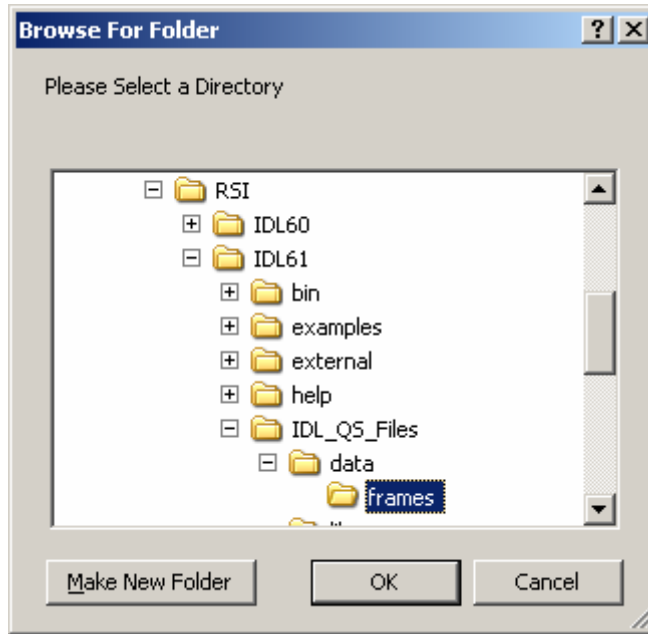 Browse For Folder
Please Select a Directory
RSI
IDL60
IDL61
bin
examples
external
help
IDL_QS_Files
data
frames
Make New Folder OK Cancel